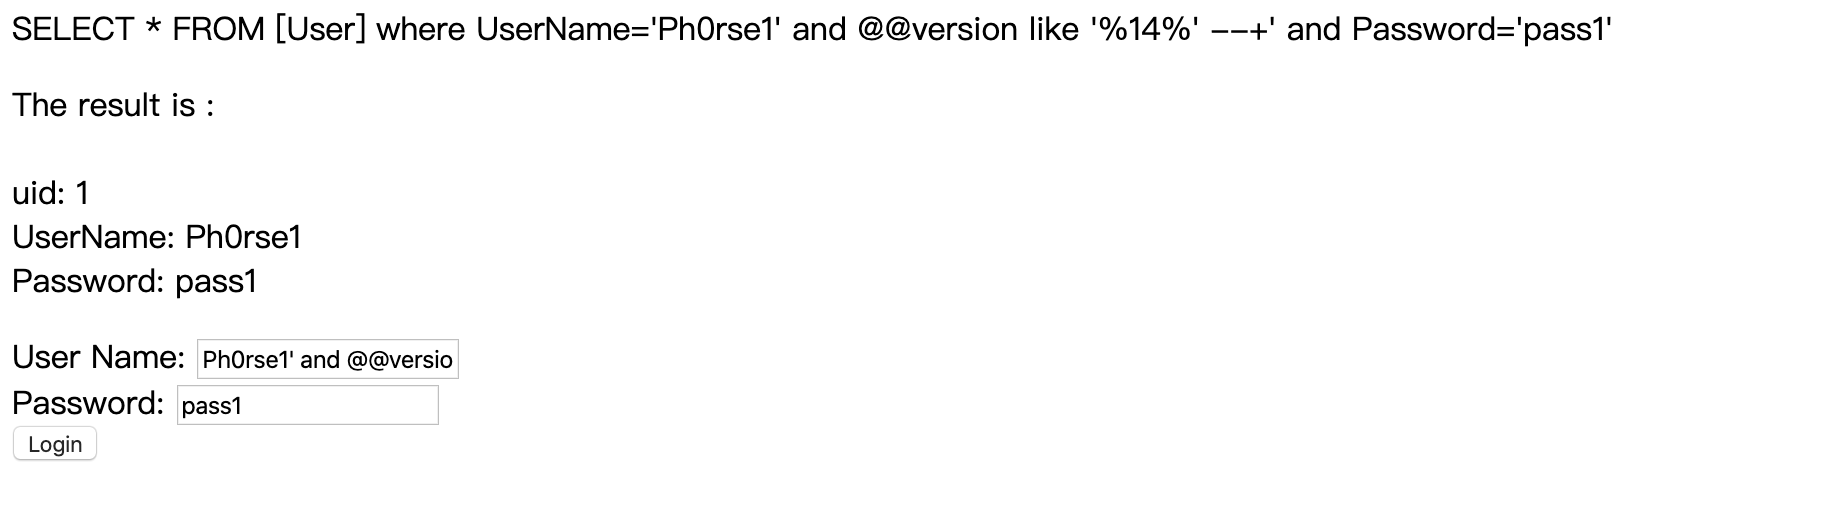 SELECT * FROM [User] where UserName='Ph0rse1' and @@version like '%14%' --+' and Password='pass1'
The result is :
uid: 1
UserName: Ph0rse1
Password: pass1
User Name: Ph0rse1' and @@versio
Password: pass1
Login